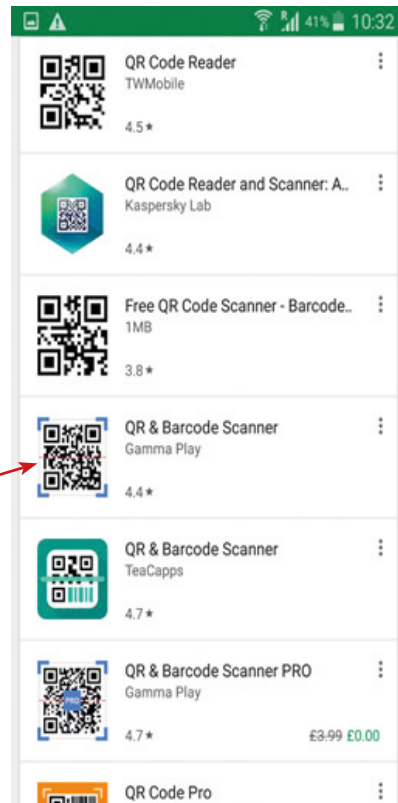 41% 10:32
QR Code Reader
TWMobile
4.5★
QR Code Reader and Scanner: A..
Kaspersky Lab
4.4★
Free QR Code Scanner - Barcode..
1MB
3.8★
QR & Barcode Scanner
Gamma Play
4.4★
QR & Barcode Scanner
TeaCapps
4.7★
QR & Barcode Scanner PRO
Gamma Play
PRO
4.7★ £3.99 £0.00
QR Code Pro